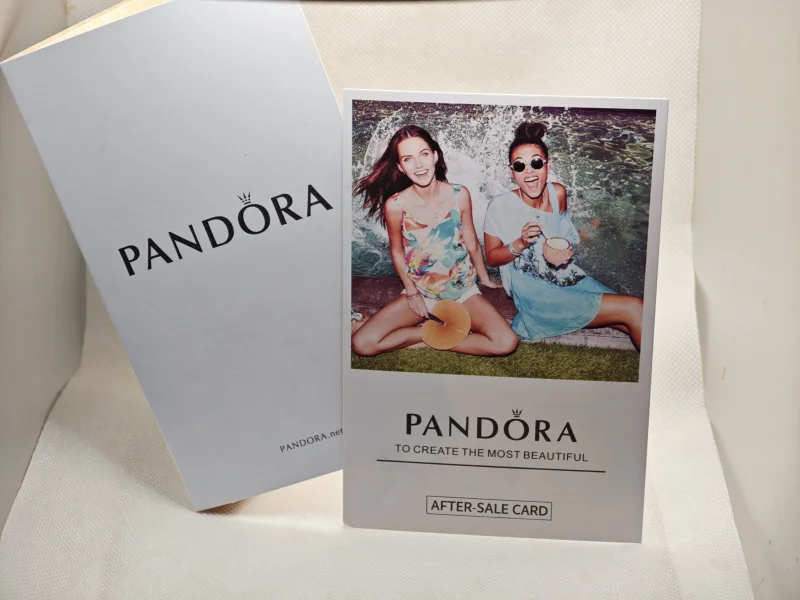 PANDORA
PANDORA.net
PANDORA
TO CREATE THE MOST BEAUTIFUL
AFTER-SALE CARD